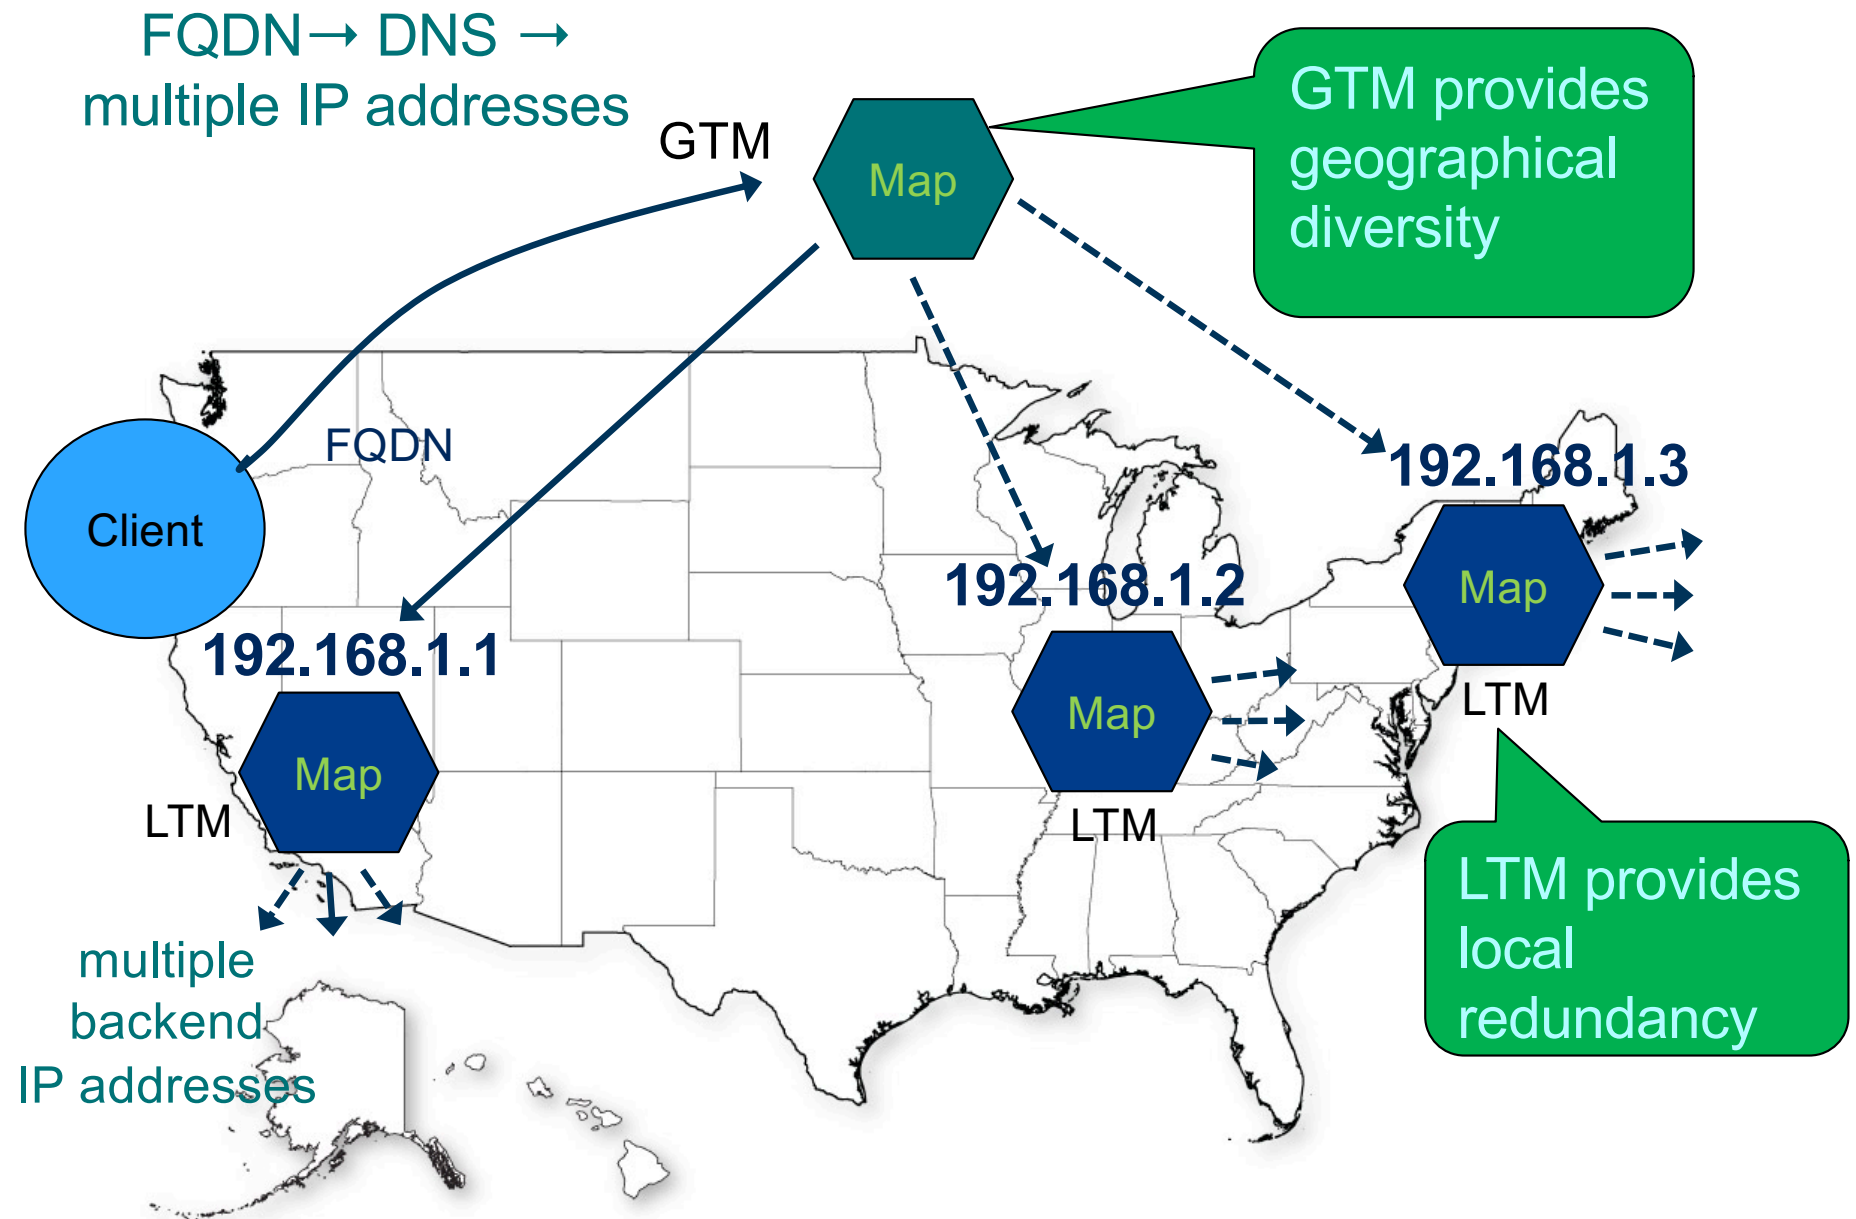 FQDN→ DNS →
multiple IP addresses
GTM
Map
GTM provides
geographical
diversity
FQDN
Client
192.168.1.3
Map
LTM
192.168.1.2
Map
LTM
192.168.1.1
Map
LTM
LTM provides
local
redundancy
multiple
backend
IP addresses